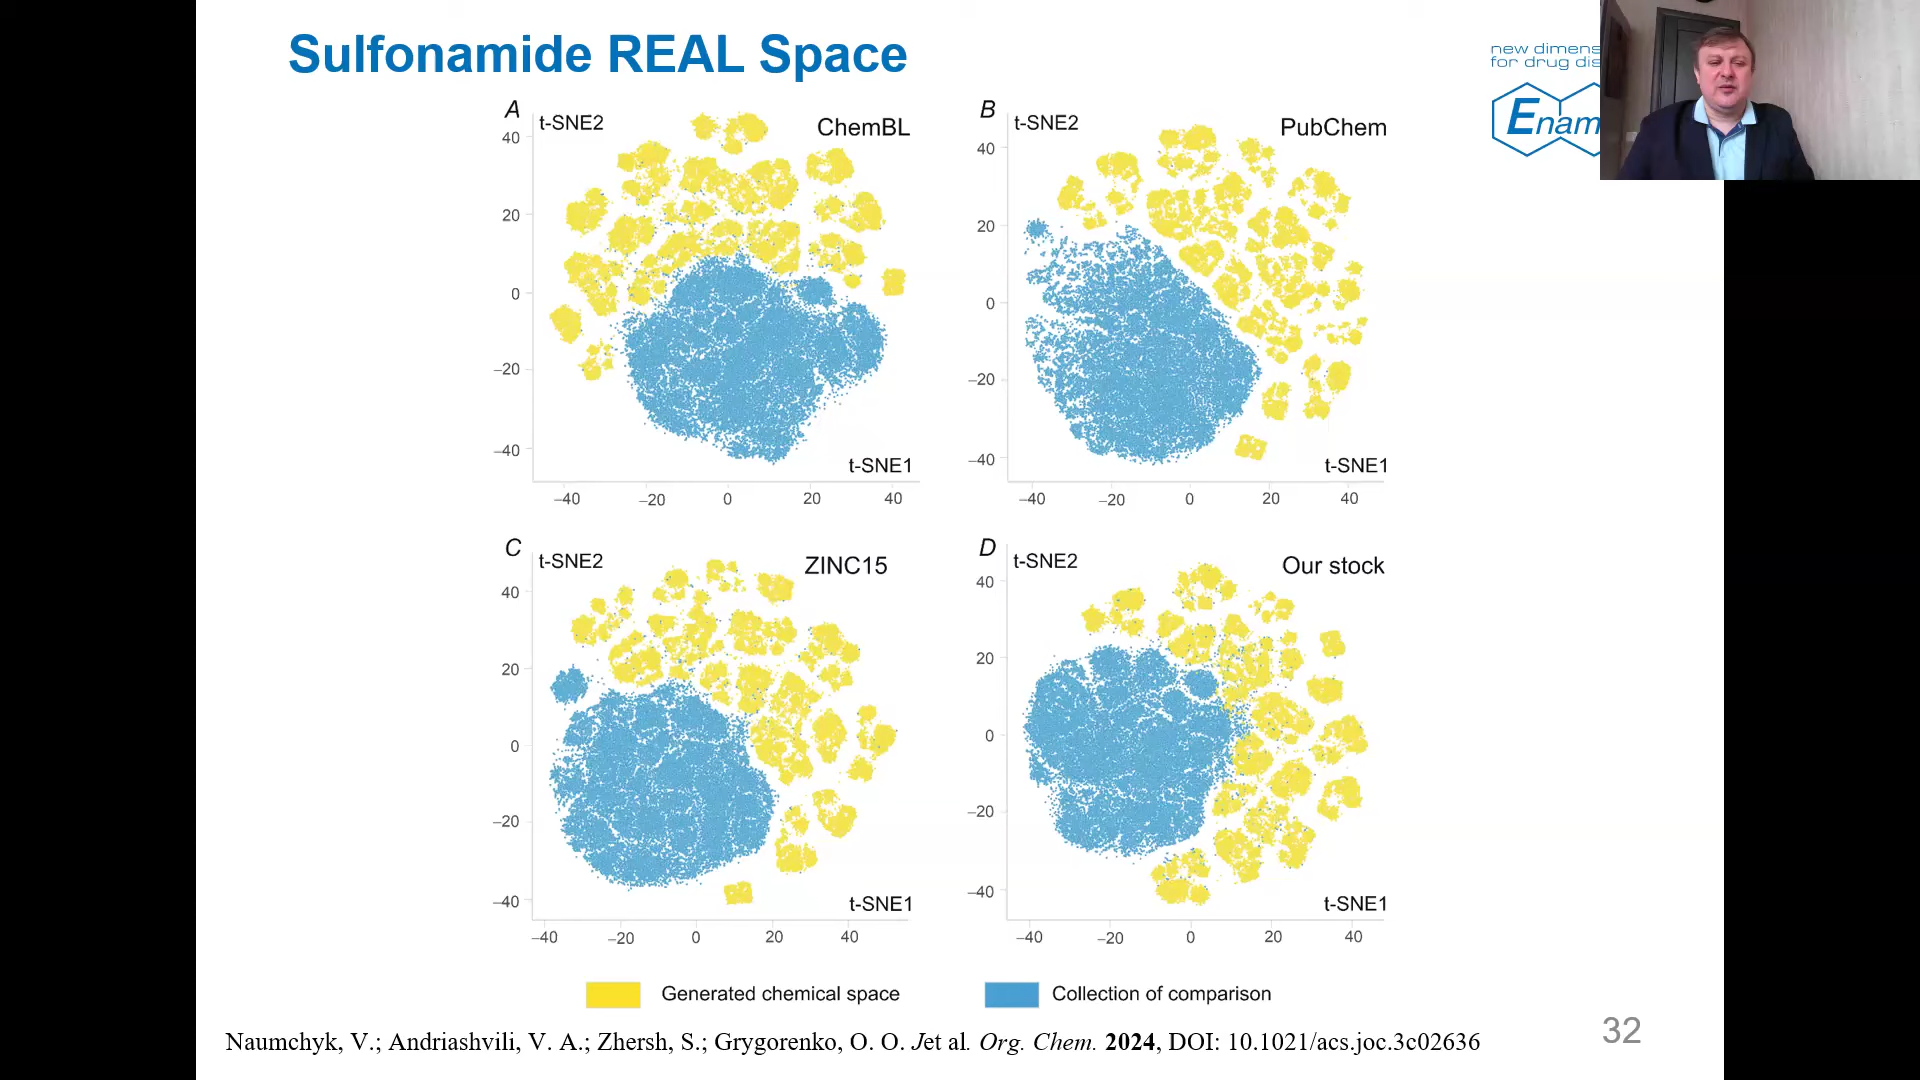 Sulfonamide REAL Space
new dimens
for drug dis
Enam
A
t-SNE2
ChemBL
40
20
0
−20
−40
t-SNE1
−40
−20
0
20
40
B
t-SNE2
PubChem
40
20
0
−20
−40
t-SNE1
−40
−20
0
20
40
C
t-SNE2
ZINC15
40
20
0
−20
−40
t-SNE1
−40
−20
0
20
40
D
t-SNE2
Our stock
40
20
0
−20
−40
t-SNE1
−40
−20
0
20
40
Generated chemical space
Collection of comparison
Naumchyk, V.; Andriashvili, V. A.; Zhersh, S.; Grygorenko, O. O. Jet al. Org. Chem. 2024, DOI: 10.1021/acs.joc.3c02636
32